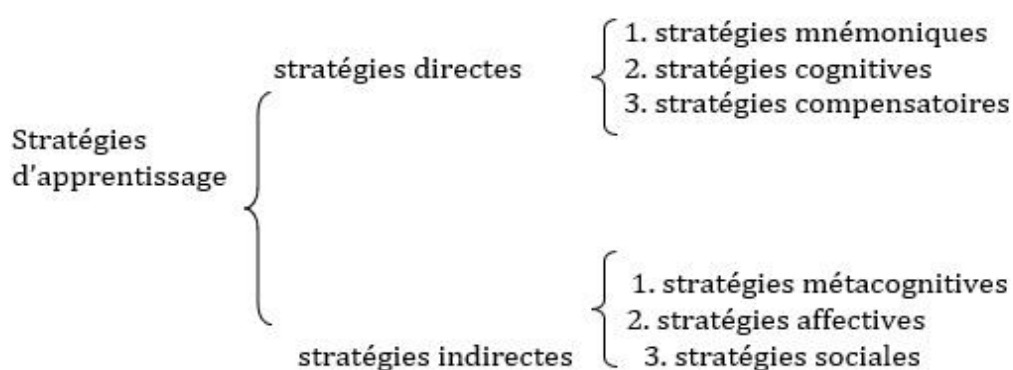 stratégies directes
1. stratégies mnémoniques
2. stratégies cognitives
3. stratégies compensatoires
Stratégies
d'apprentissage
stratégies indirectes
1. stratégies métacognitives
2. stratégies affectives
3. stratégies sociales